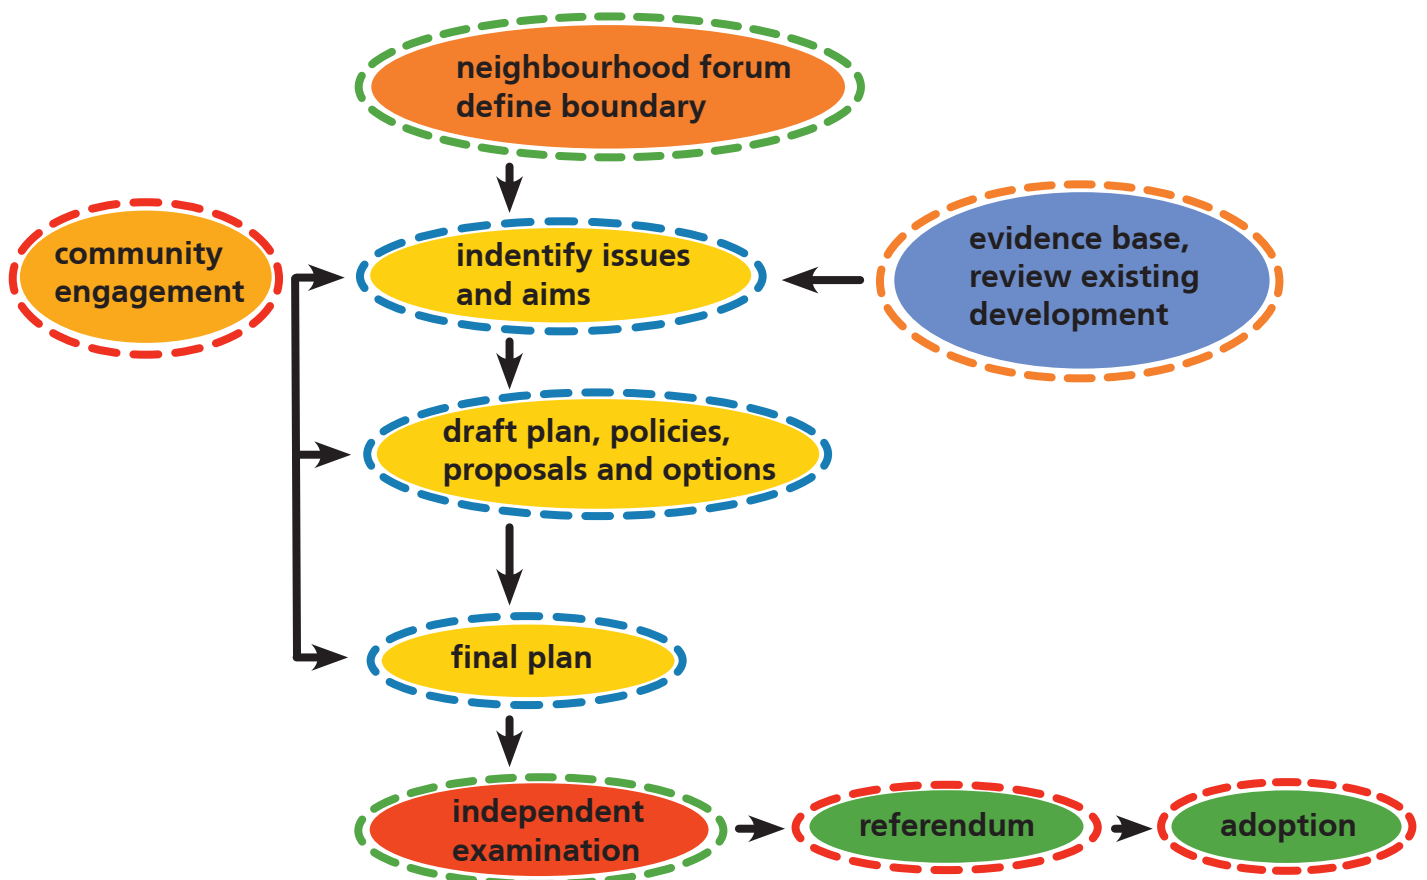 neighbourhood forum
define boundary
community
engagement
indentify issues
and aims
evidence base,
review existing
development
draft plan, policies,
proposals and options
final plan
independent
examination
referendum
adoption